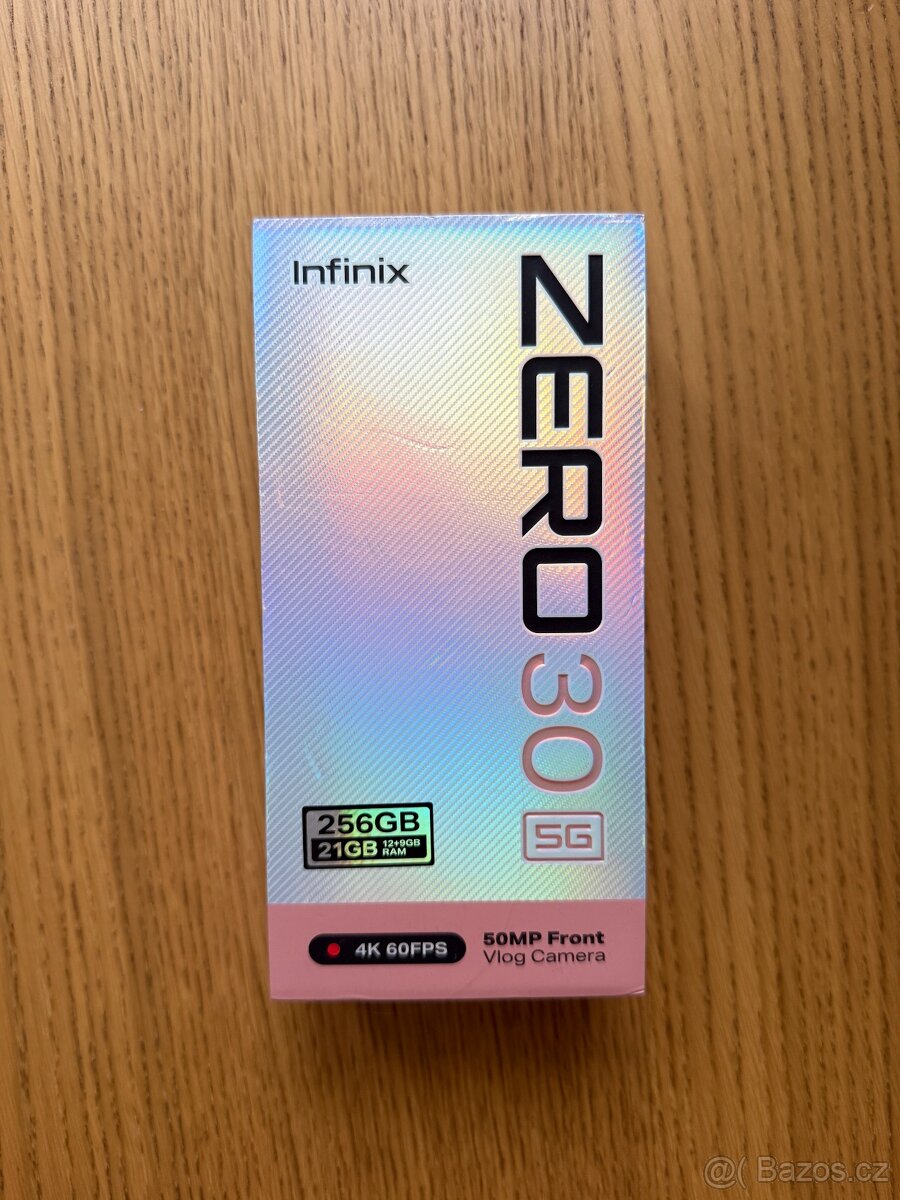 Infinix
ZERO 30 5G
256GB
21GB 12+9GB RAM
4K 60FPS
50MP Front
Vlog Camera
@( Bazos.cz